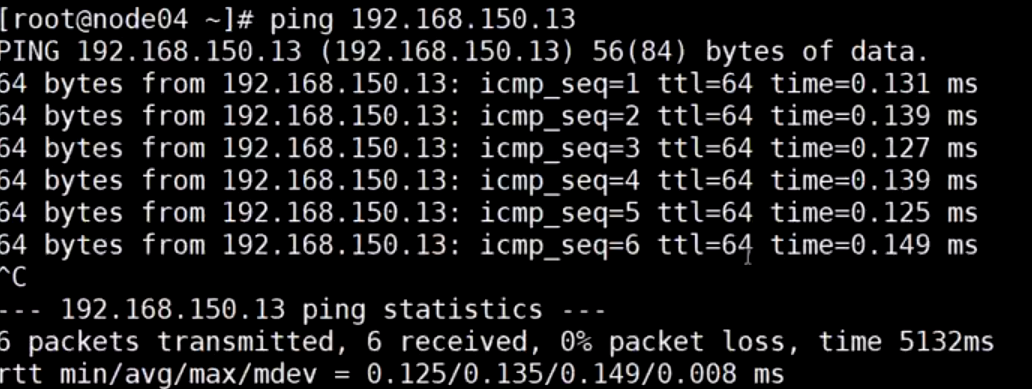 [root@node04 ~]# ping 192.168.150.13
PING 192.168.150.13 (192.168.150.13) 56(84) bytes of data.
64 bytes from 192.168.150.13: icmp_seq=1 ttl=64 time=0.131 ms
64 bytes from 192.168.150.13: icmp_seq=2 ttl=64 time=0.139 ms
64 bytes from 192.168.150.13: icmp_seq=3 ttl=64 time=0.127 ms
64 bytes from 192.168.150.13: icmp_seq=4 ttl=64 time=0.139 ms
64 bytes from 192.168.150.13: icmp_seq=5 ttl=64 time=0.125 ms
64 bytes from 192.168.150.13: icmp_seq=6 ttl=64 time=0.149 ms
^C
--- 192.168.150.13 ping statistics ---
6 packets transmitted, 6 received, 0% packet loss, time 5132ms
rtt min/avg/max/mdev = 0.125/0.135/0.149/0.008 ms